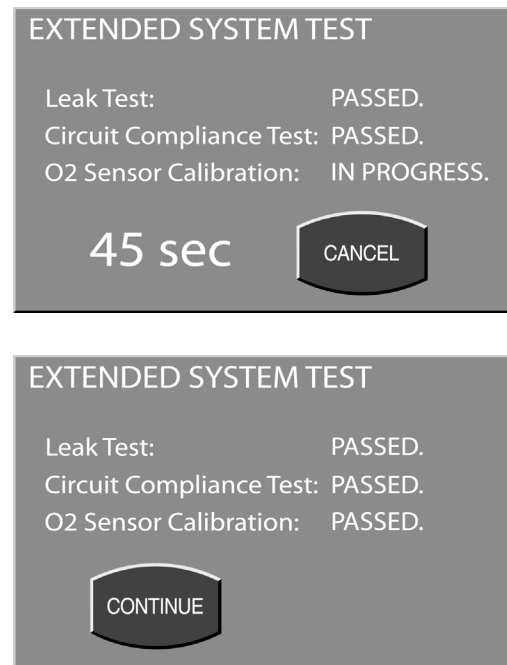 EXTENDED SYSTEM TEST
Leak Test: PASSED.
Circuit Compliance Test: PASSED.
O2 Sensor Calibration: IN PROGRESS.
45 sec CANCEL
EXTENDED SYSTEM TEST
Leak Test: PASSED.
Circuit Compliance Test: PASSED.
O2 Sensor Calibration: PASSED.
CONTINUE